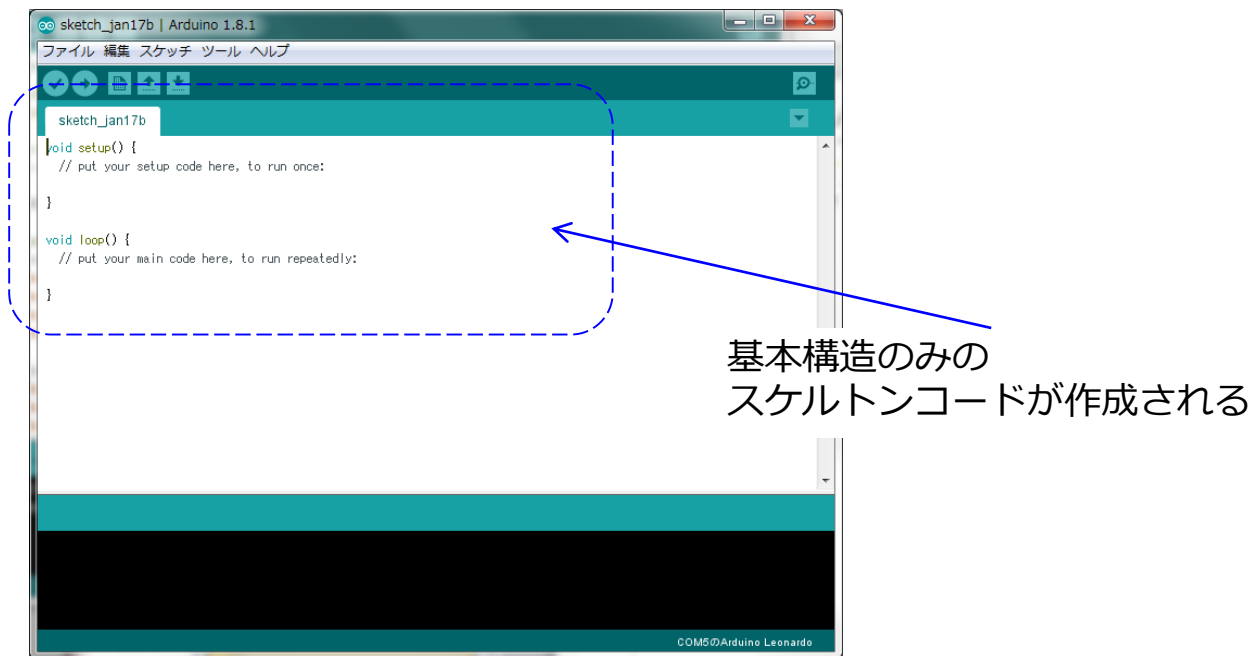 sketch_jan17b | Arduino 1.8.1
ファイル 編集 スケッチ ツール ヘルプ
sketch_jan17b
void setup() {
// put your setup code here, to run once:
}
void loop() {
// put your main code here, to run repeatedly:
}
基本構造のみの
スケルトンコードが作成される
COM5のArduino Leonardo